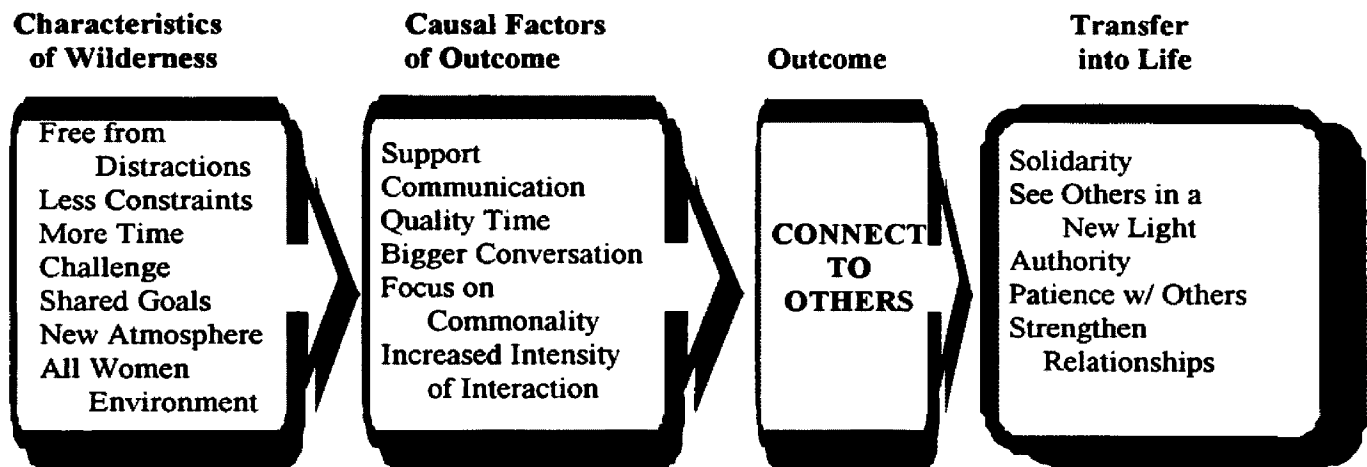 Characteristics
of Wilderness
Free from
Distractions
Less Constraints
More Time
Challenge
Shared Goals
New Atmosphere
All Women
Environment
Causal Factors
of Outcome
Support
Communication
Quality Time
Bigger Conversation
Focus on
Commonality
Increased Intensity
of Interaction
Outcome
CONNECT
TO
OTHERS
Transfer
into Life
Solidarity
See Others in a
New Light
Authority
Patience w/ Others
Strengthen
Relationships